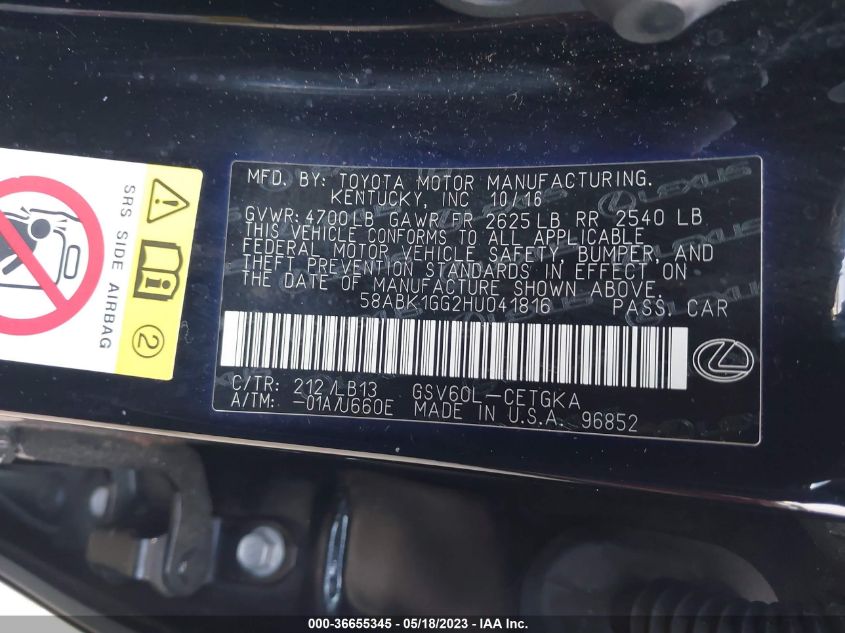 SRS SIDE AIRBAG
2
MFD. BY: TOYOTA MOTOR MANUFACTURING.
KENTUCKY, INC 10/16
GVWR: 4700LB GAWR FR 2625LB RR 2540 LB
THIS VEHICLE CONFORMS TO ALL APPLICABLE
FEDERAL MOTOR VEHICLE SAFETY, BUMPER, AND
THEFT PREVENTION STANDARDS IN EFFECT ON
THE DATE OF MANUFACTURE SHOWN ABOVE.
58ABK1GG2HU041816 PASS. CAR
C/TR: 212/LB13 GSV60L-CETGKA
A/TM: -01A/U660E MADE IN U.S.A. 96852
LEXUS
000-36655345 - 05/18/2023 - IAA Inc.